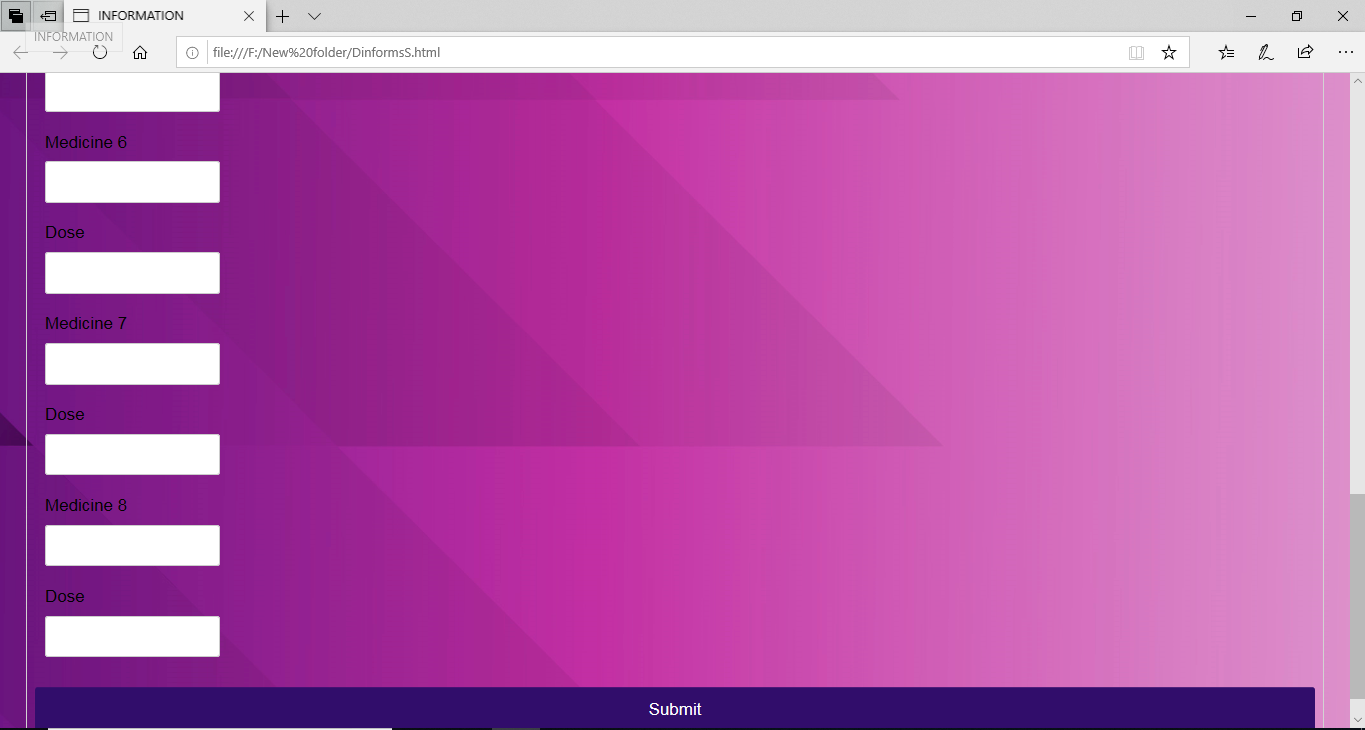 INFORMATION
INFORMATION
file:///F:/New%20folder/DinformsS.html
Medicine 6
Dose
Medicine 7
Dose
Medicine 8
Dose
Submit